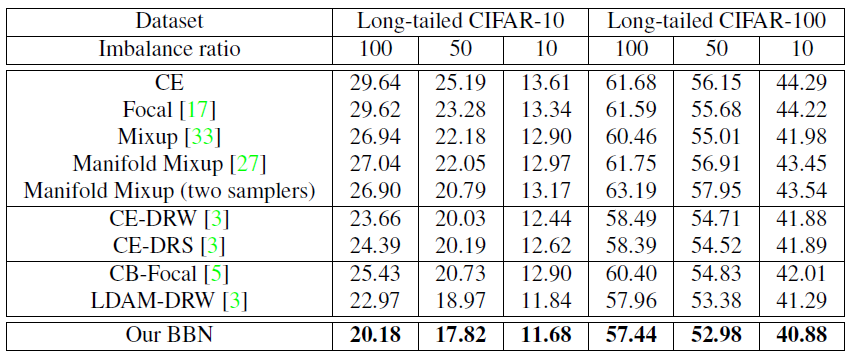 Dataset Long-tailed CIFAR-10 Long-tailed CIFAR-100
Imbalance ratio 100 50 10 100 50 10
CE 29.64 25.19 13.61 61.68 56.15 44.29
Focal [17] 29.62 23.28 13.34 61.59 55.68 44.22
Mixup [33] 26.94 22.18 12.90 60.46 55.01 41.98
Manifold Mixup [27] 27.04 22.05 12.97 61.75 56.91 43.45
Manifold Mixup (two samplers) 26.90 20.79 13.17 63.19 57.95 43.54
CE-DRW [3] 23.66 20.03 12.44 58.49 54.71 41.88
CE-DRS [3] 24.39 20.19 12.62 58.39 54.52 41.89
CB-Focal [5] 25.43 20.73 12.90 60.40 54.83 42.01
LDAM-DRW [3] 22.97 18.97 11.84 57.96 53.38 41.29
Our BBN 20.18 17.82 11.68 57.44 52.98 40.88